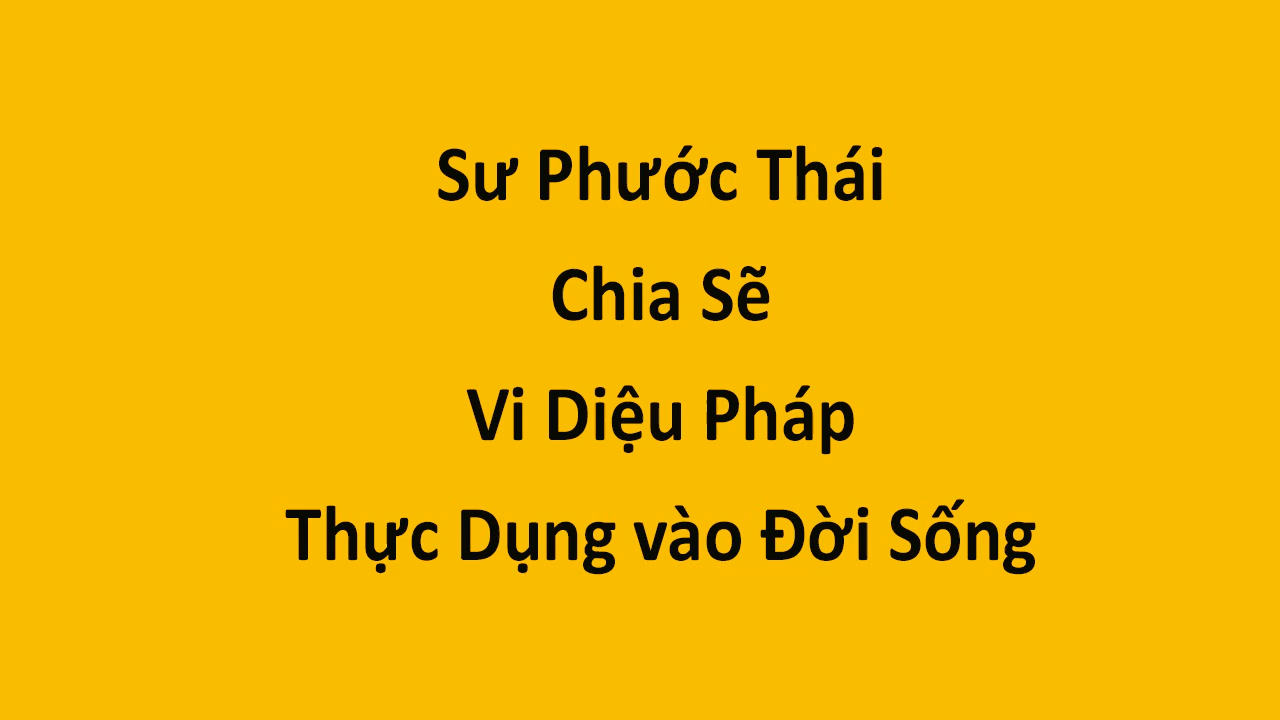 Sư Phước Thái
Chia Sẽ
Vi Diệu Pháp
Thực Dụng vào Đời Sống